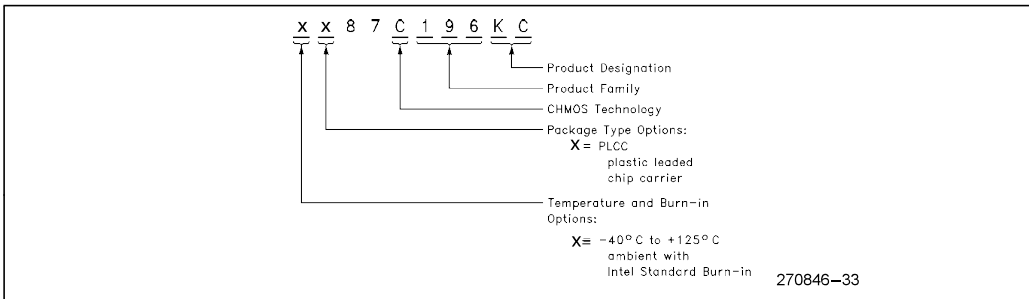 x x 8 7 C 1 9 6 K C
Product Designation
Product Family
CHMOS Technology
Package Type Options:
X = PLCC
plastic leaded
chip carrier
Temperature and Burn-in
Options:
X= -40°C to +125°C
ambient with
Intel Standard Burn-in
270846-33